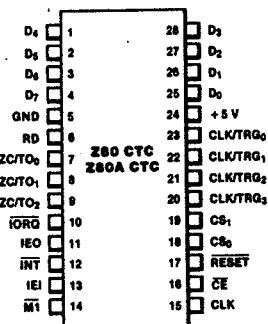 D4 1 28 D3
D5 2 27 D2
D6 3 26 D1
D7 4 25 D0
GND 5 24 +5 V
RD 6 23 CLK/TRG0
ZC/TO0 7 Z80 CTC 22 CLK/TRG1
ZC/TO1 8 Z80A CTC 21 CLK/TRG2
ZC/TO2 9 20 CLK/TRG3
IORQ 10 19 CS1
IEO 11 18 CS0
INT 12 17 RESET
IEI 13 16 CE
M1 14 15 CLK